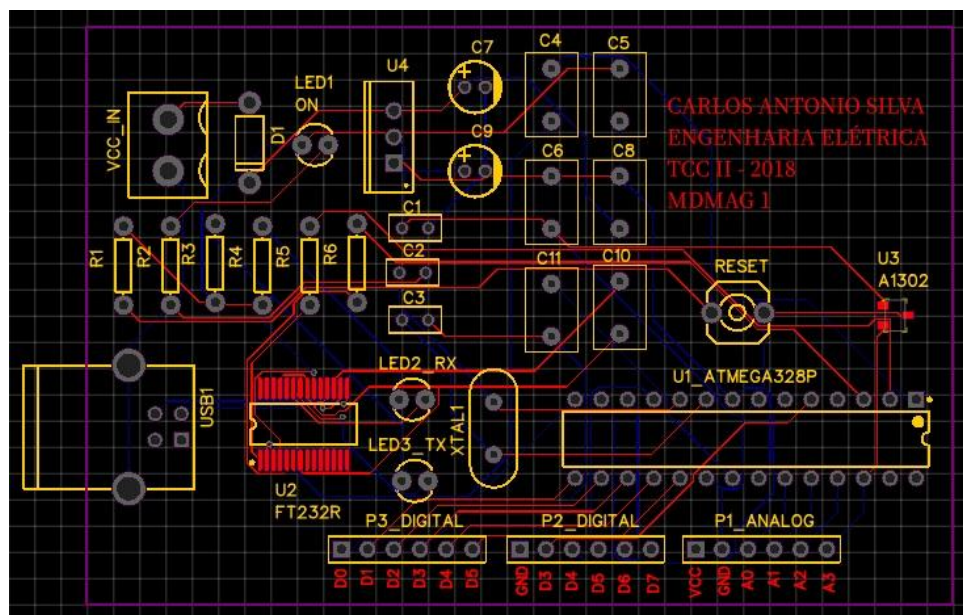 C7
C4
C5
U4
LED1
ON
VCC_IN
D1
CARLOS ANTONIO SILVA
ENGENHARIA ELÉTRICA
TCC II - 2018
MDMAG 1
C9
C6
C8
C1
R1
R2
R3
R4
R5
R6
C2
C11
C10
RESET
U3
A1302
C3
LED2_RX
U1_ATMEGA328P
USB1
XTAL1
LED3_TX
U2
FT232R
P3_DIGITAL
P2_DIGITAL
P1_ANALOG
D0 D1 D2 D3 D4 D5
GND D3 D4 D5 D6 D7
VCC GND A0 A1 A2 A3